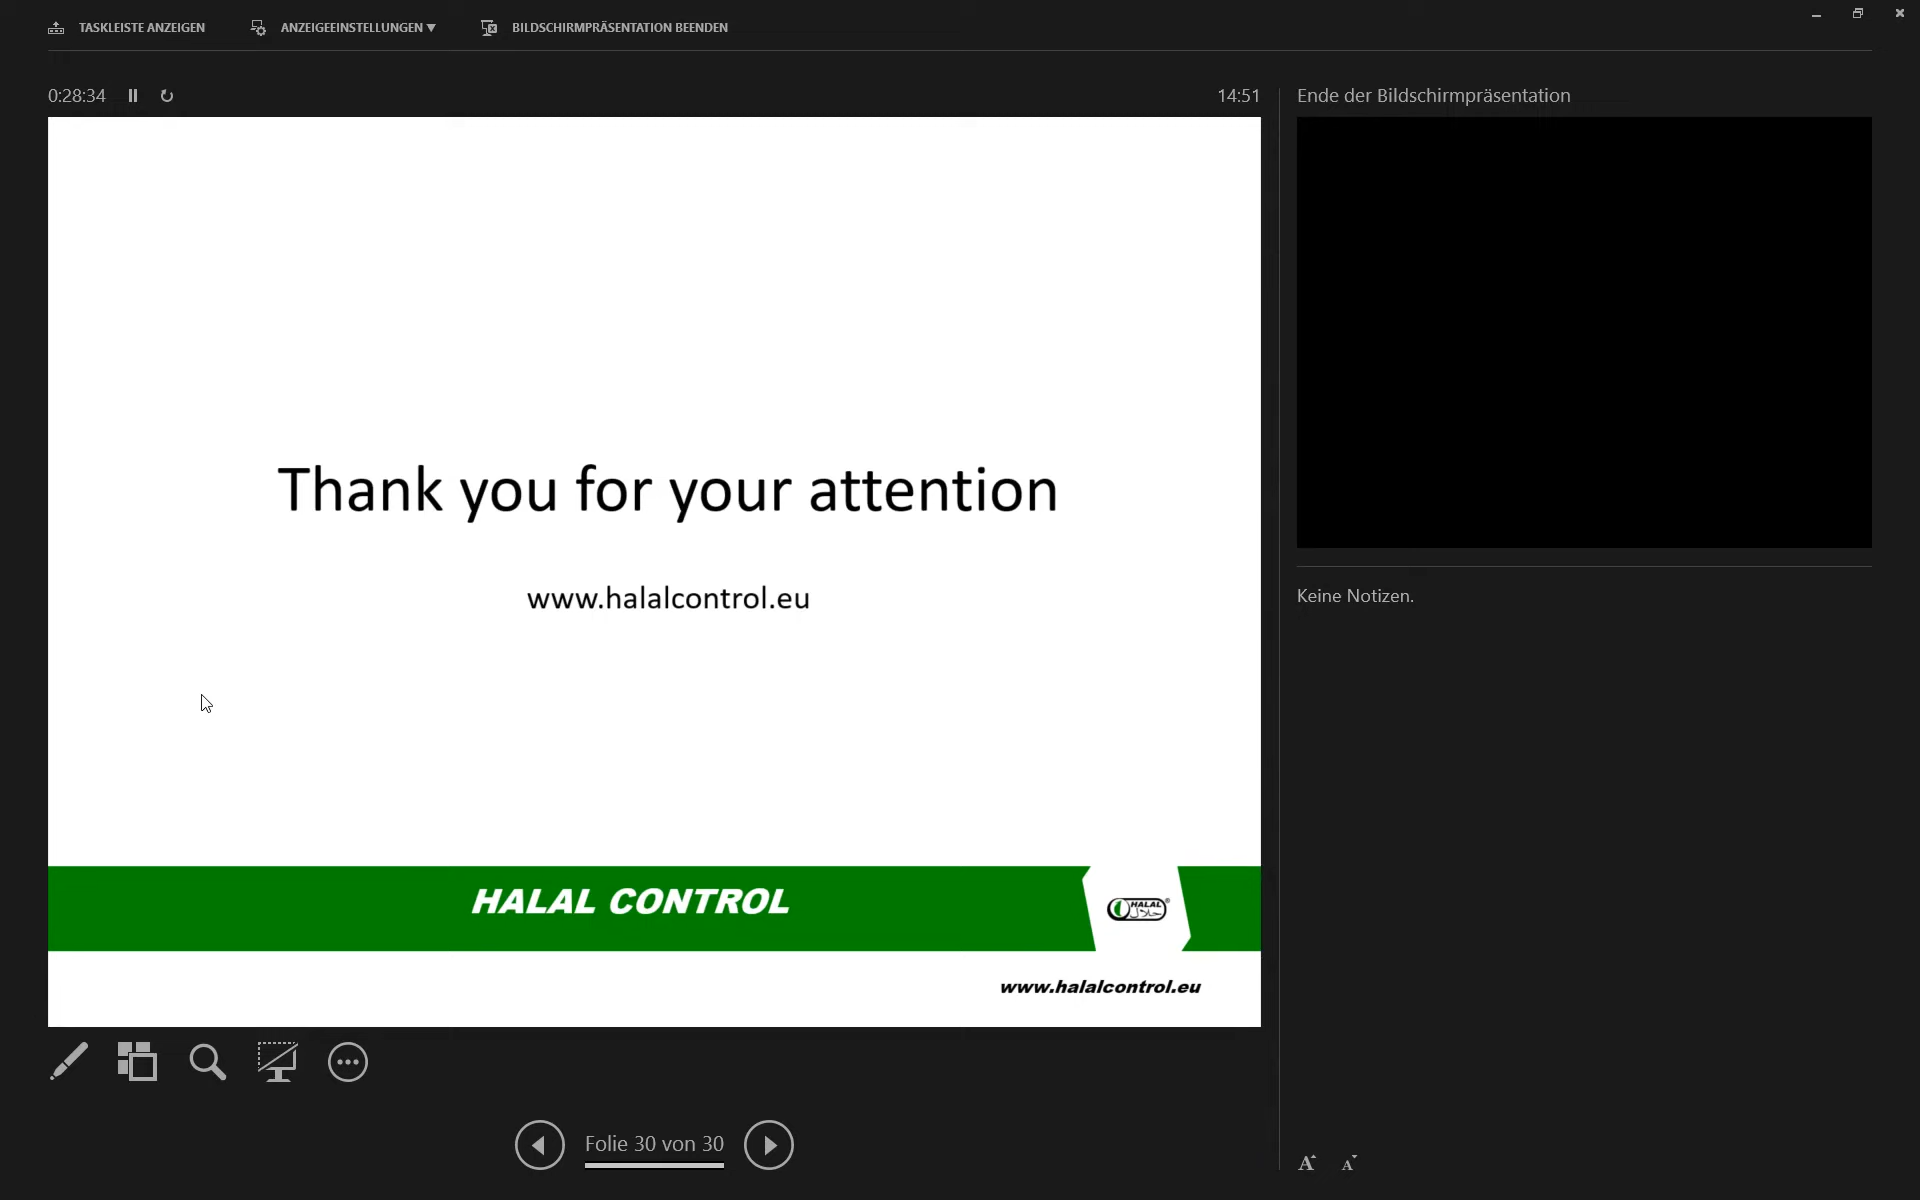 TASKLEISTE ANZEIGEN
ANZEIGEEINSTELLUNGEN ▼
BILDSCHIRMPRÄSENTATION BEENDEN
0:28:34
14:51
Thank you for your attention
www.halalcontrol.eu
HALAL CONTROL
HALAL®
حلال
www.halalcontrol.eu
Folie 30 von 30
Ende der Bildschirmpräsentation
Keine Notizen.
A A